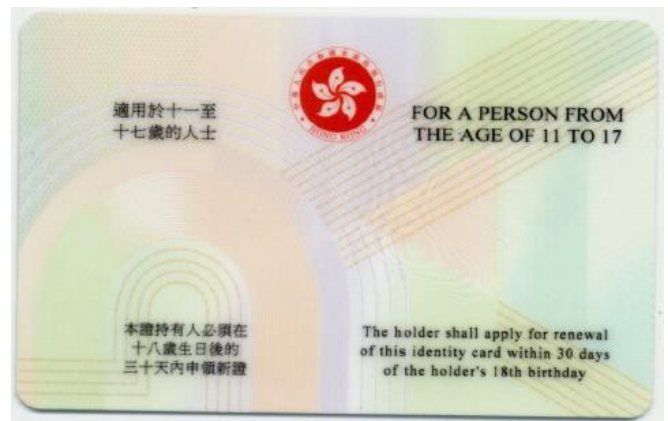 適用於十一至
十七歲的人士
FOR A PERSON FROM
THE AGE OF 11 TO 17
HONG KONG
本證持有人必須在
十八歲生日後的
三十天內申領新證
The holder shall apply for renewal
of this identity card within 30 days
of the holder's 18th birthday